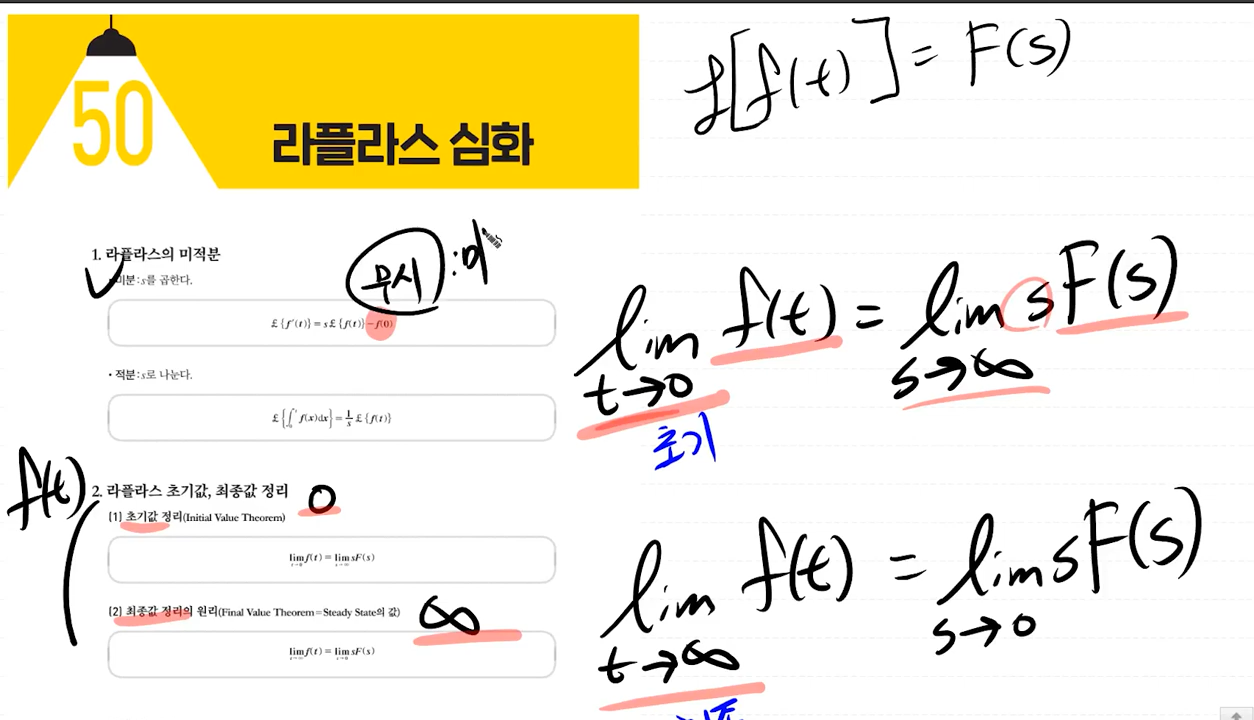 50
라플라스 심화
£[f(t)] = F(s)
1. 라플라스의 미적분
• 미분 : s를 곱한다.
무시 : 매
£{f′(t)} = s£{f(t)} − f(0)
• 적분 : s로 나눈다.
£{∫₀ᵗ f(x)dx} = 1/s £{f(t)}
f(t)
2. 라플라스 초기값, 최종값 정리
0
(1) 초기값 정리(Initial Value Theorem)
lim t→0 f(t) = lim s→∞ sF(s)
(2) 최종값 정리의 원리(Final Value Theorem = Steady State의 값)
∞
lim t→∞ f(t) = lim s→0 sF(s)
lim f(t) = lim sF(s)
t→0 s→∞
초기
lim f(t) = lim sF(s)
t→∞ s→0